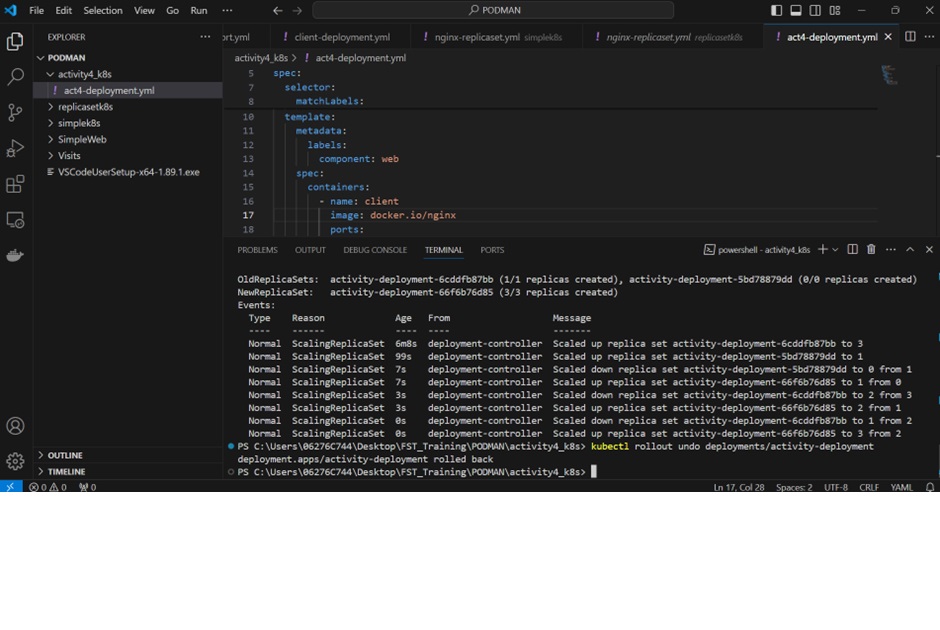 File Edit Selection View Go Run ··· PODMAN
EXPLORER ···
PODMAN
activity4_k8s
! act4-deployment.yml
replicasetk8s
simplek8s
SimpleWeb
Visits
VSCodeUserSetup-x64-1.89.1.exe
OUTLINE
TIMELINE
ort.yml ! client-deployment.yml ! nginx-replicaset.yml simplek8s ! nginx-replicaset.yml replicasetk8s ! act4-deployment.yml
activity4_k8s > ! act4-deployment.yml
5 spec:
7 selector:
8 matchLabels:
10 template:
11 metadata:
12 labels:
13 component: web
14 spec:
15 containers:
16 - name: client
17 image: docker.io/nginx
18 ports:
PROBLEMS OUTPUT DEBUG CONSOLE TERMINAL PORTS powershell - activity4_k8s
OldReplicaSets: activity-deployment-6cddfb87bb (1/1 replicas created), activity-deployment-5bd78879dd (0/0 replicas created)
NewReplicaSet: activity-deployment-66f6b76d85 (3/3 replicas created)
Events:
Type Reason Age From Message
---- ------ ---- ---- -------
Normal ScalingReplicaSet 6m8s deployment-controller Scaled up replica set activity-deployment-6cddfb87bb to 3
Normal ScalingReplicaSet 99s deployment-controller Scaled up replica set activity-deployment-5bd78879dd to 1
Normal ScalingReplicaSet 7s deployment-controller Scaled down replica set activity-deployment-5bd78879dd to 0 from 1
Normal ScalingReplicaSet 7s deployment-controller Scaled up replica set activity-deployment-66f6b76d85 to 1 from 0
Normal ScalingReplicaSet 3s deployment-controller Scaled down replica set activity-deployment-6cddfb87bb to 2 from 3
Normal ScalingReplicaSet 3s deployment-controller Scaled up replica set activity-deployment-66f6b76d85 to 2 from 1
Normal ScalingReplicaSet 0s deployment-controller Scaled down replica set activity-deployment-6cddfb87bb to 1 from 2
Normal ScalingReplicaSet 0s deployment-controller Scaled up replica set activity-deployment-66f6b76d85 to 3 from 2
PS C:\Users\06276C744\Desktop\FST_Training\PODMAN\activity4_k8s> kubectl rollout undo deployments/activity-deployment
deployment.apps/activity-deployment rolled back
PS C:\Users\06276C744\Desktop\FST_Training\PODMAN\activity4_k8s>
0 0 0 Ln 17, Col 28 Spaces: 2 UTF-8 CRLF YAML